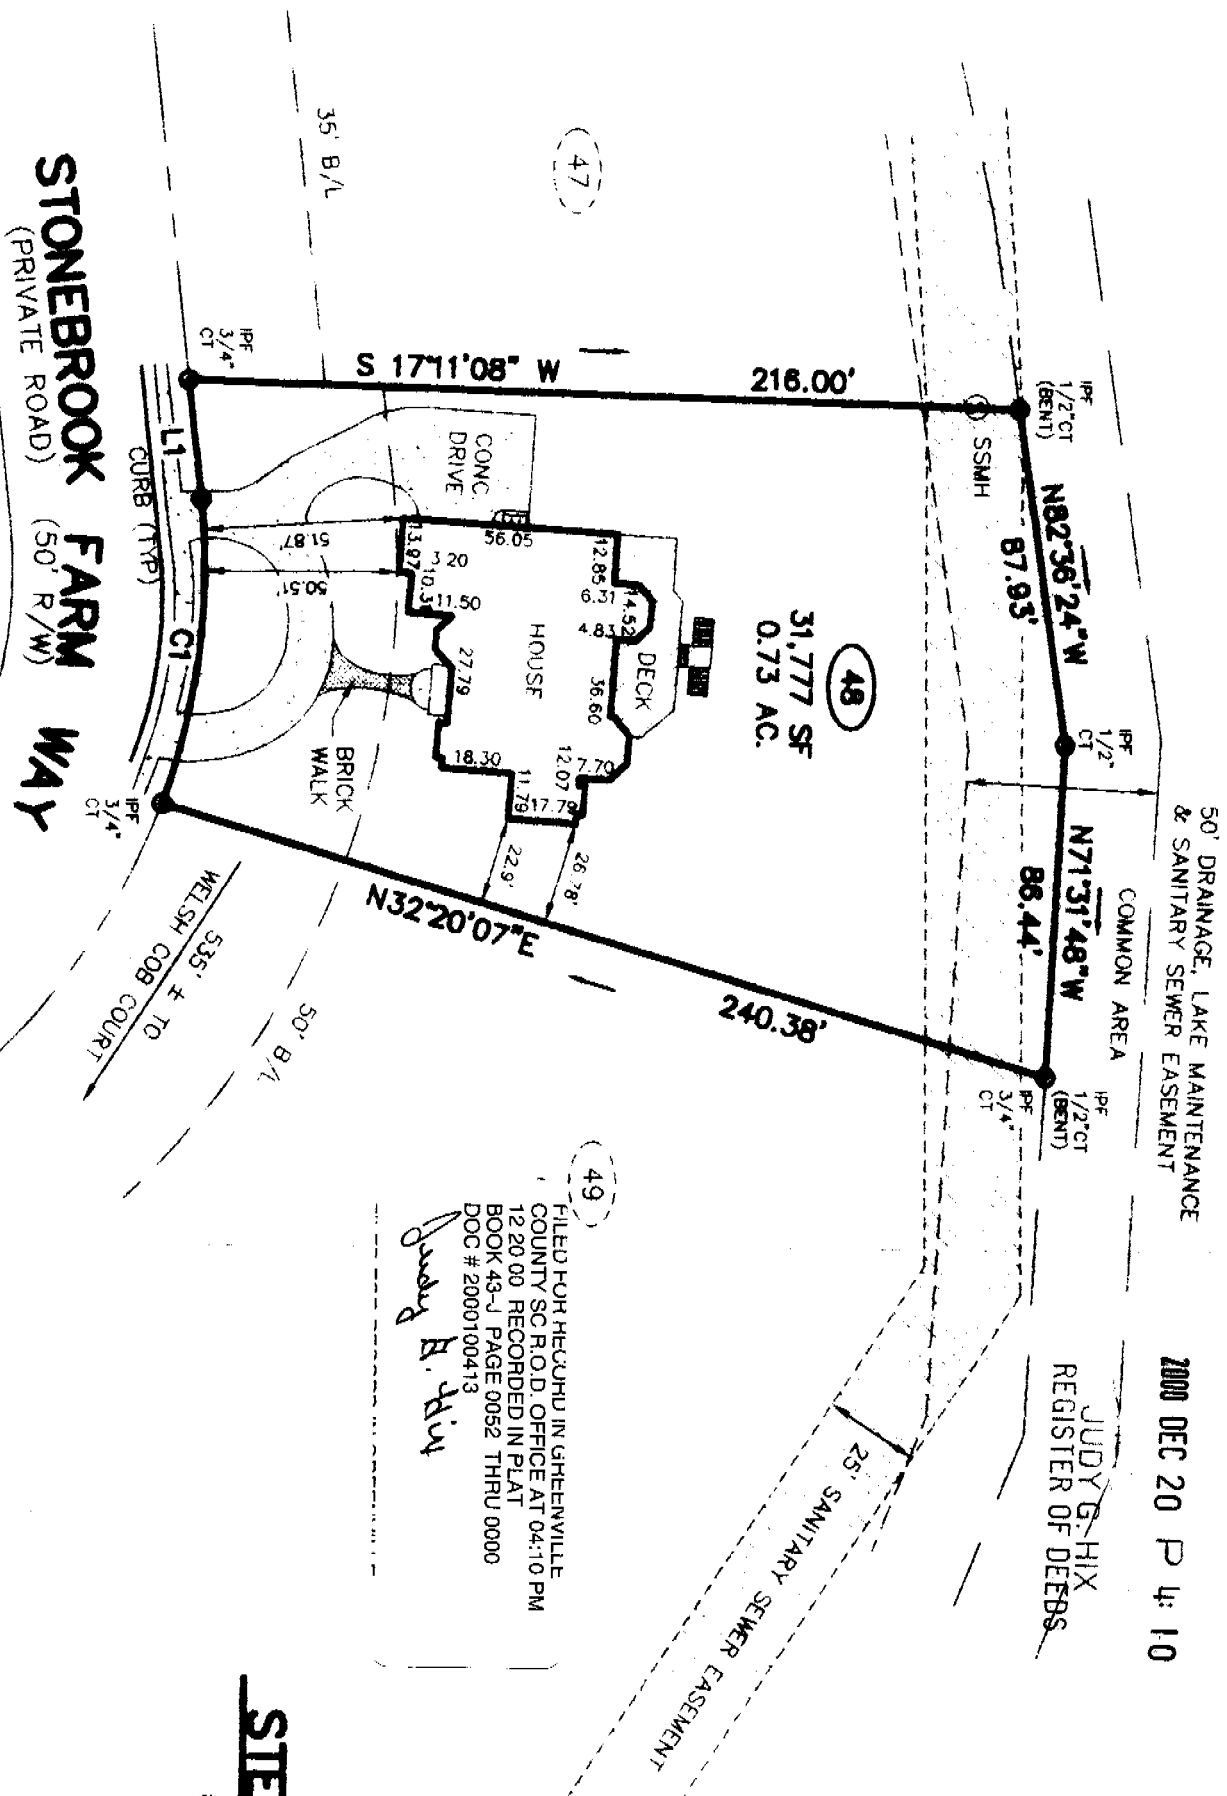 2000 DEC 20 P 4: 10
JUDY G. HIX
REGISTER OF DEEDS
50' DRAINAGE, LAKE MAINTENANCE
& SANITARY SEWER EASEMENT
COMMON AREA
IPF
1/2"CT
(BENT)
N82°36'24"W
87.93'
IPF
1/2"
CT
N71°31'48"W
86.44'
IPF
1/2"CT
(BENT)
IPF
3/4"
CT
SSMH
S
25' SANITARY SEWER EASEMENT
48
31,777 SF
0.73 AC.
47
49
S 17°11'08" W
216.00'
N32°20'07"E
240.38'
DECK
HOUSE
CONC
DRIVE
12.85
6.31
14.52
4.83
36.60
7.70
12.07
17.79
11.79
18.30
27.79
11.50
10.31
3.20
13.97
56.05
26.78'
22.9'
51.87'
50.51'
BRICK
WALK
35' B/L
50' B/L
IPF
3/4"
CT
L1
C1
CURB (TYP)
IPF
3/4"
CT
535' ± TO
WELSH COB COURT
STONEBROOK FARM WAY
(PRIVATE ROAD) (50' R/W)
FILED FOR RECORD IN GREENVILLE
COUNTY SC R.O.D. OFFICE AT 04:10 PM
12 20 00 RECORDED IN PLAT
BOOK 43-J PAGE 0052 THRU 0000
DOC # 2000100413
Judy G. Hix